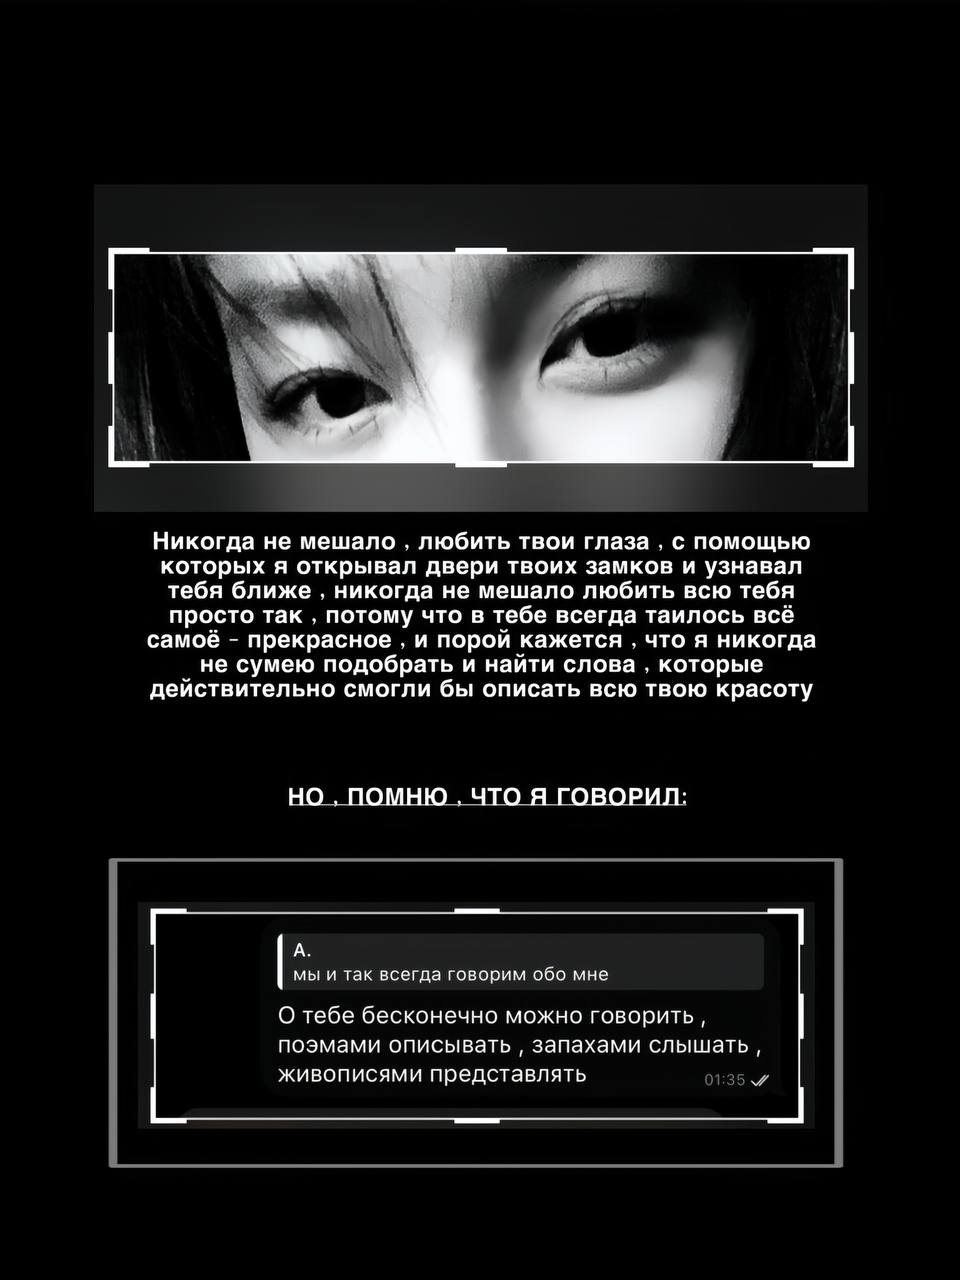 Никогда не мешало , любить твои глаза , с помощью
которых я открывал двери твоих замков и узнавал
тебя ближе , никогда не мешало любить всю тебя
просто так , потому что в тебе всегда таилось всё
самоё - прекрасное , и порой кажется , что я никогда
не сумею подобрать и найти слова , которые
действительно смогли бы описать всю твою красоту
НО , ПОМНЮ , ЧТО Я ГОВОРИЛ:
А.
мы и так всегда говорим обо мне
О тебе бесконечно можно говорить ,
поэмами описывать , запахами слышать ,
живописями представлять
01:35